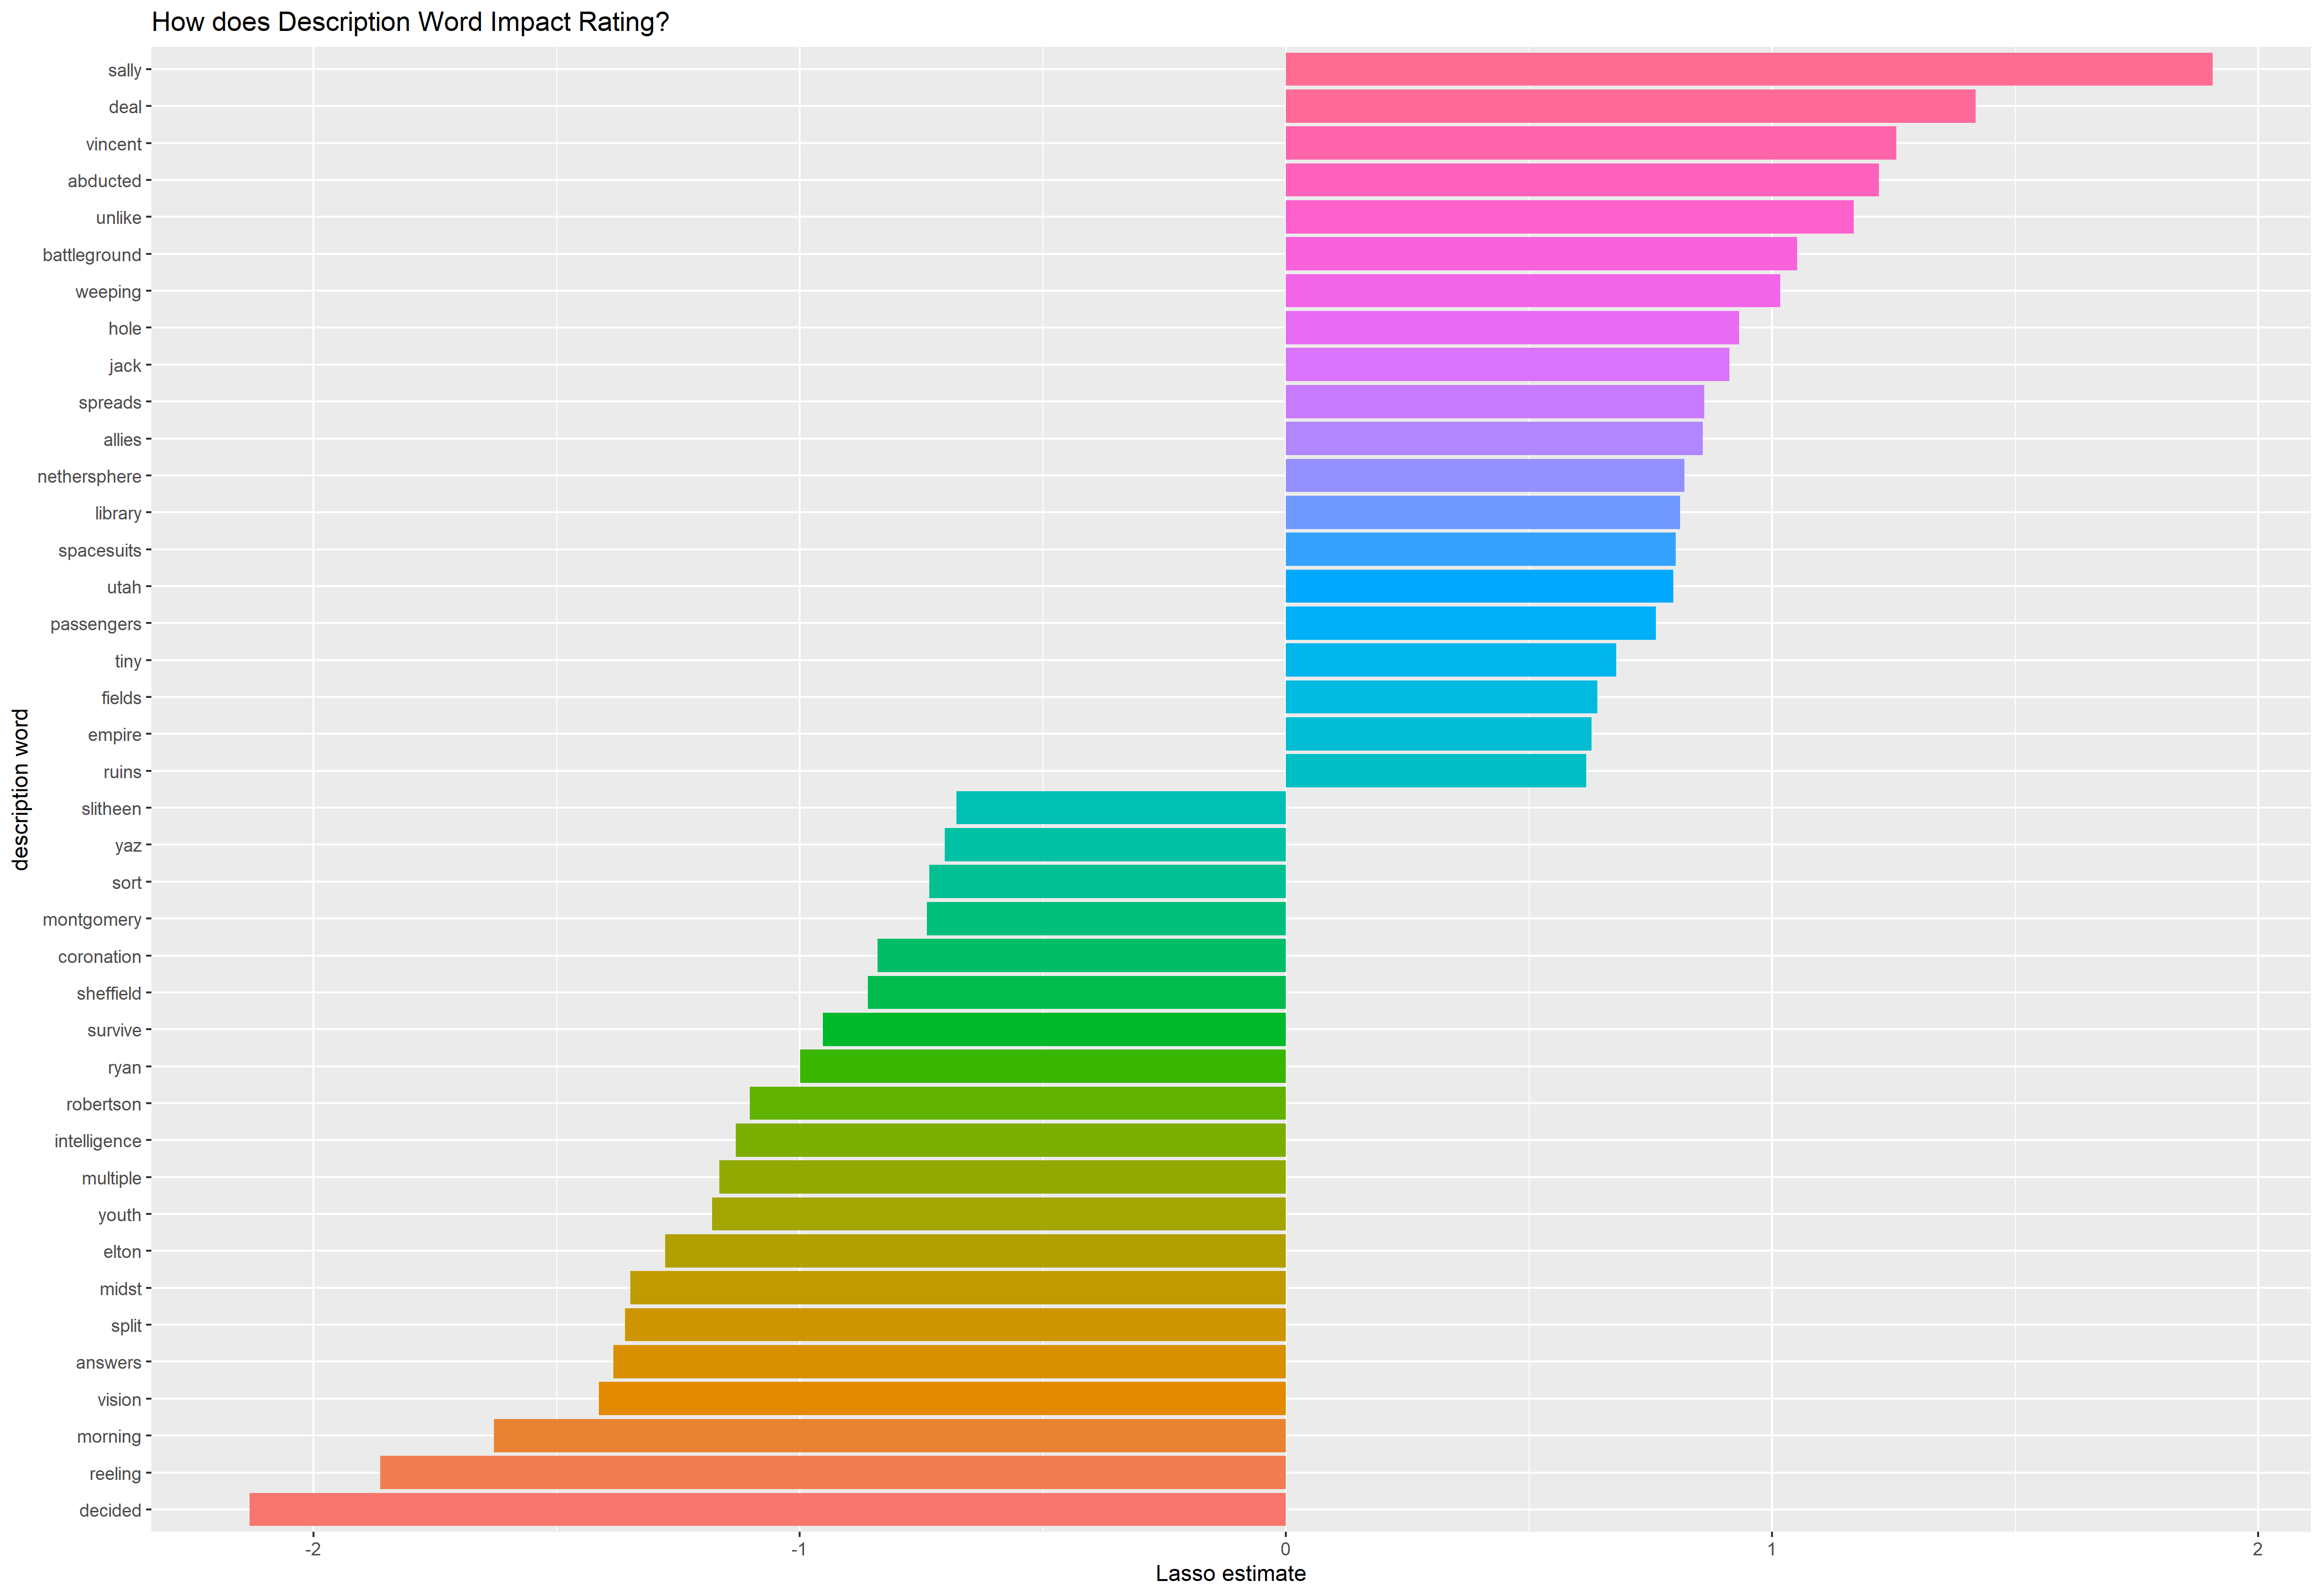 How does Description Word Impact Rating?
description word
sally
deal
vincent
abducted
unlike
battleground
weeping
hole
jack
spreads
allies
nethersphere
library
spacesuits
utah
passengers
tiny
fields
empire
ruins
slitheen
yaz
sort
montgomery
coronation
sheffield
survive
ryan
robertson
intelligence
multiple
youth
elton
midst
split
answers
vision
morning
reeling
decided
-2 -1 0 1 2
Lasso estimate